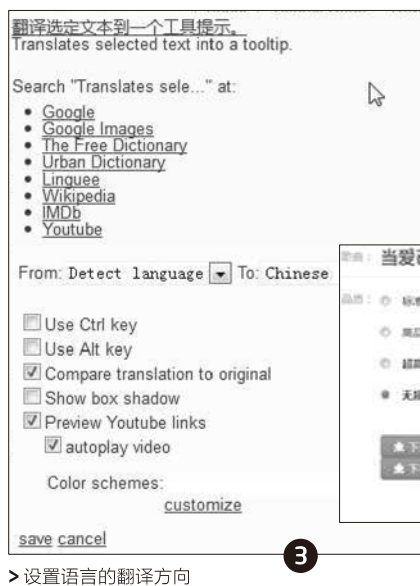 翻译选定文本到一个工具提示。
Translates selected text into a tooltip.
Search "Translates sele..." at:
Google
Google Images
The Free Dictionary
Urban Dictionary
Linguee
Wikipedia
IMDb
Youtube
From: Detect language To: Chinese
Use Ctrl key
Use Alt key
Compare translation to original
Show box shadow
Preview Youtube links
autoplay video
Color schemes:
customize
save cancel
当爱
下
下
3
> 设置语言的翻译方向